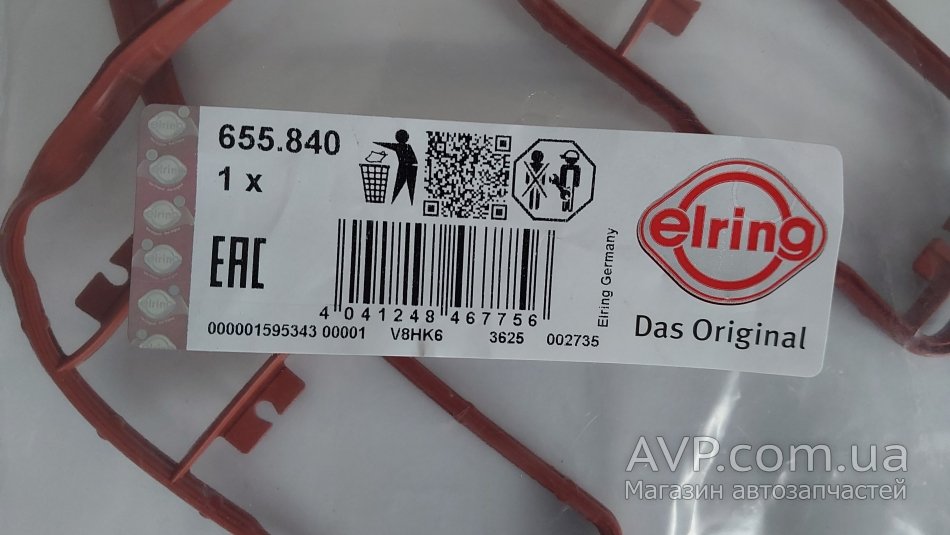 655.840
1 x
EAC
4 041248 467756
000001595343 00001 V8HK6 3625 002735
Elring Germany
elring
Das Original
AVP.com.ua
Магазин автозапчастей